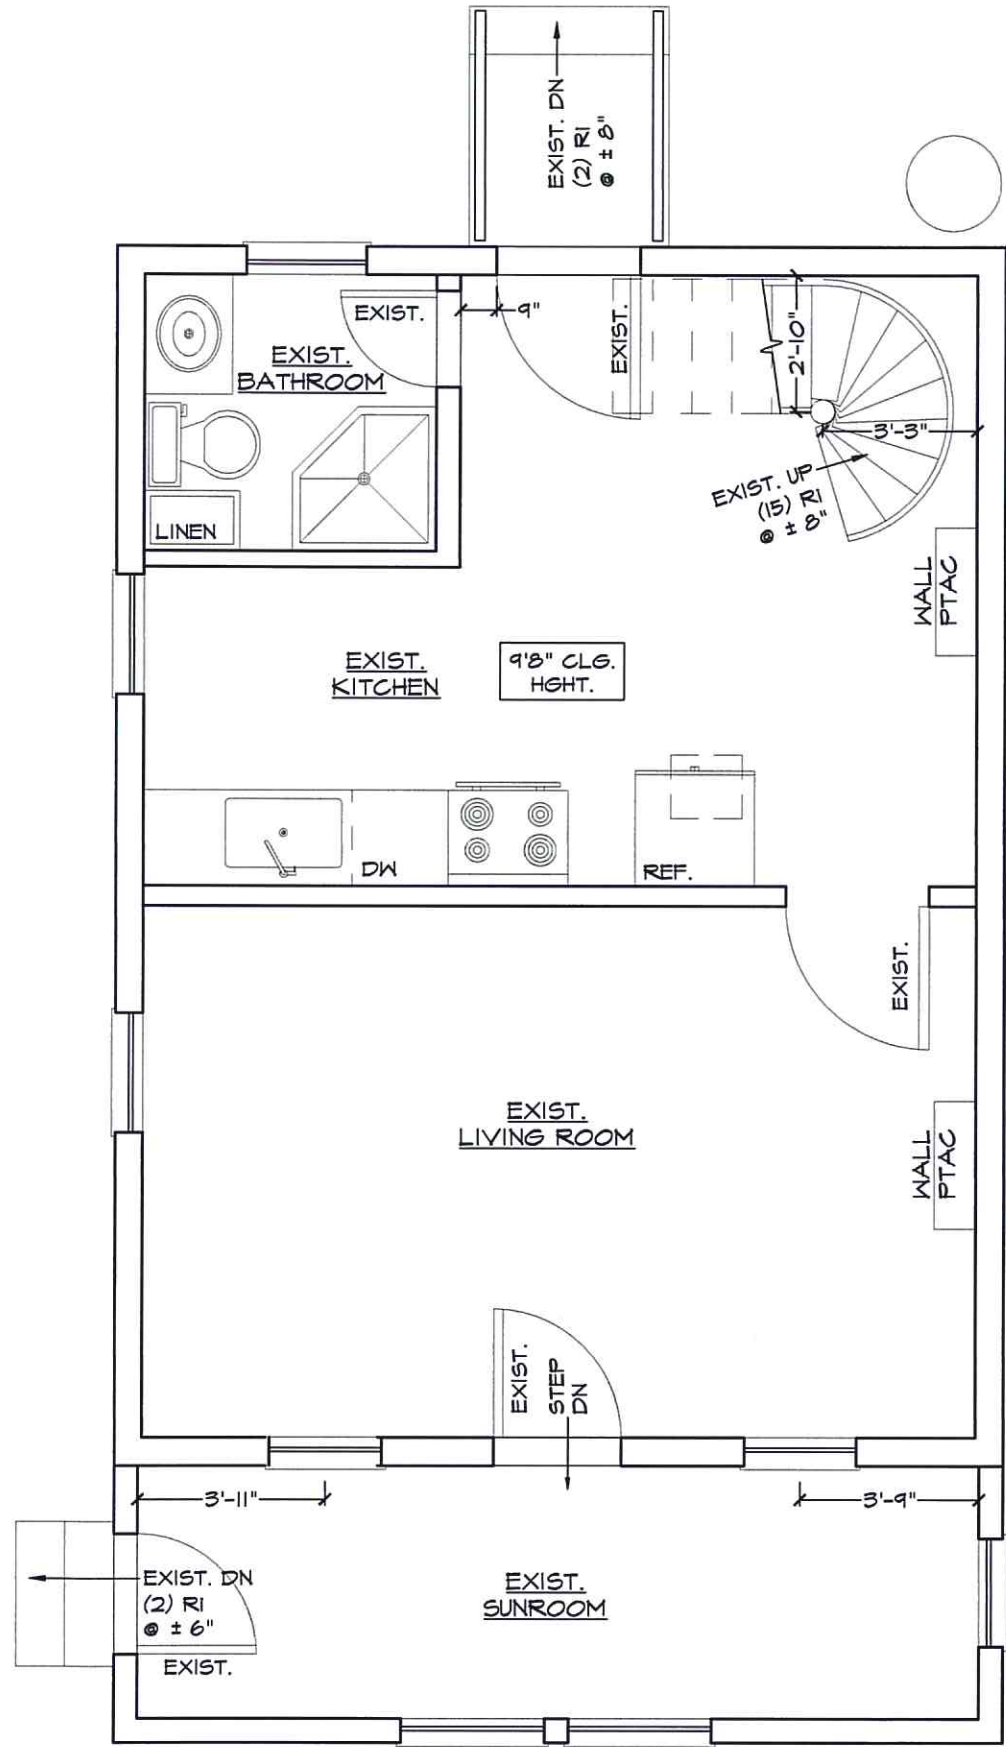 EXIST. DN
(2) RI
@ ± 8"
EXIST.
9"
EXIST.
BATHROOM
EXIST.
2'-10"
3'-3"
EXIST. UP
(15) RI
@ ± 8"
LINEN
WALL
PTAC
EXIST.
KITCHEN
9'8" CLG.
HGHT.
DW
REF.
EXIST.
EXIST.
LIVING ROOM
WALL
PTAC
EXIST.
STEP
DN
3'-11"
3'-9"
EXIST. DN
(2) RI
@ ± 6"
EXIST.
EXIST.
SUNROOM